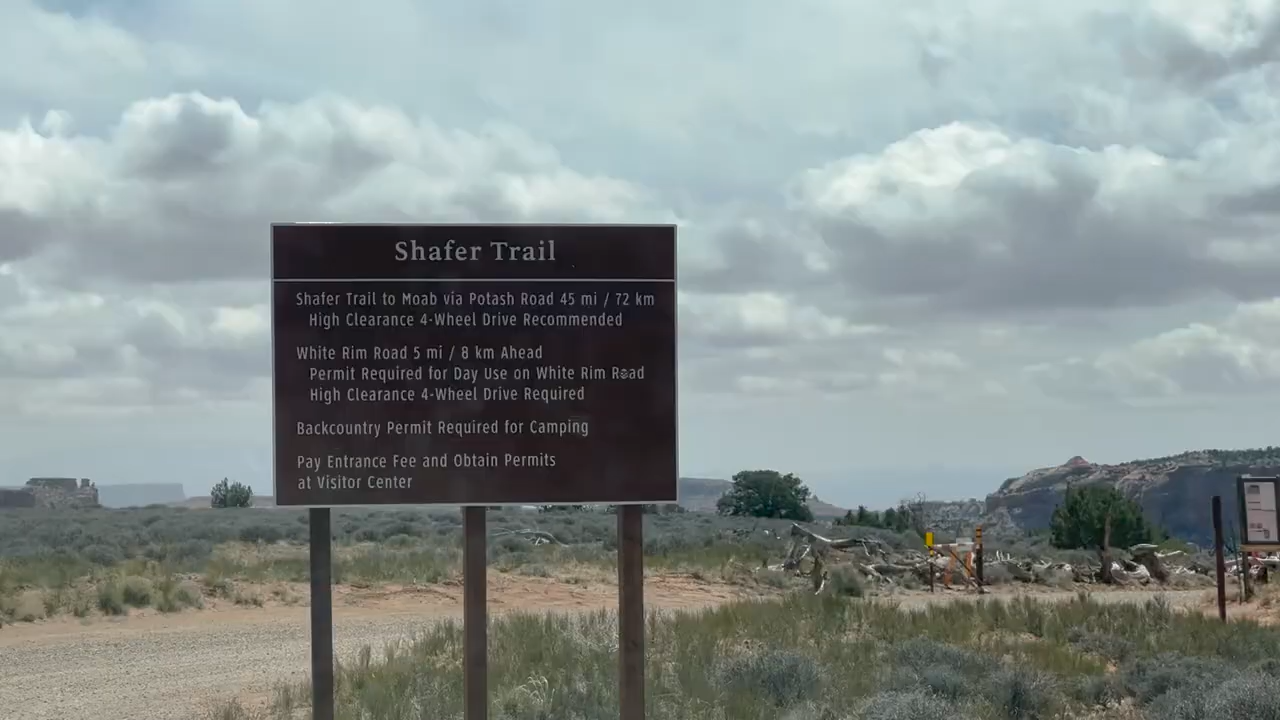 Shafer Trail
Shafer Trail to Moab via Potash Road 45 mi / 72 km
High Clearance 4-Wheel Drive Recommended
White Rim Road 5 mi / 8 km Ahead
Permit Required for Day Use on White Rim Road
High Clearance 4-Wheel Drive Required
Backcountry Permit Required for Camping
Pay Entrance Fee and Obtain Permits
at Visitor Center